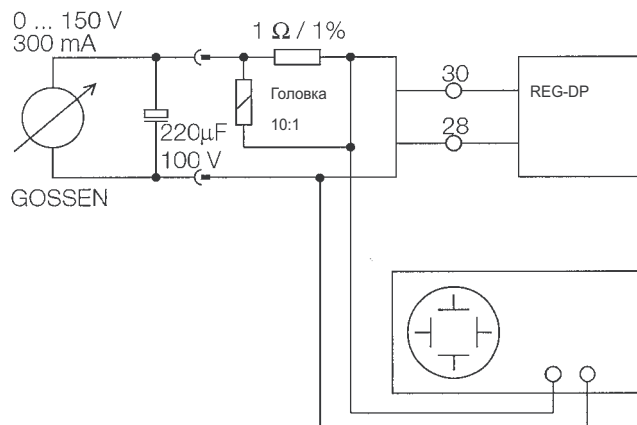 0 ... 150 V
300 mA
1 Ω / 1%
Головка
10:1
30
REG-DP
28
220µF
100 V
GOSSEN